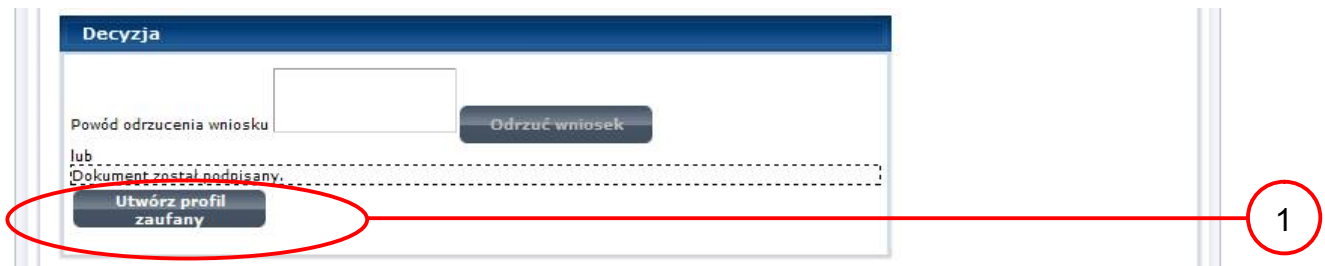 Decyzja
Powód odrzucenia wniosku
Odrzuć wniosek
lub
Dokument został podpisany.
Utwórz profil
zaufany
1